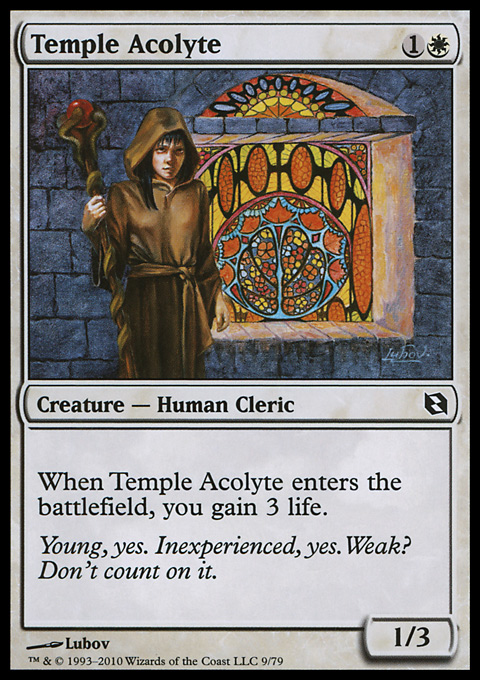 Temple Acolyte
1
Lubov.
Creature — Human Cleric
When Temple Acolyte enters the
battlefield, you gain 3 life.
Young, yes. Inexperienced, yes. Weak?
Don't count on it.
Lubov
1/3
™ & © 1993–2010 Wizards of the Coast LLC 9/79